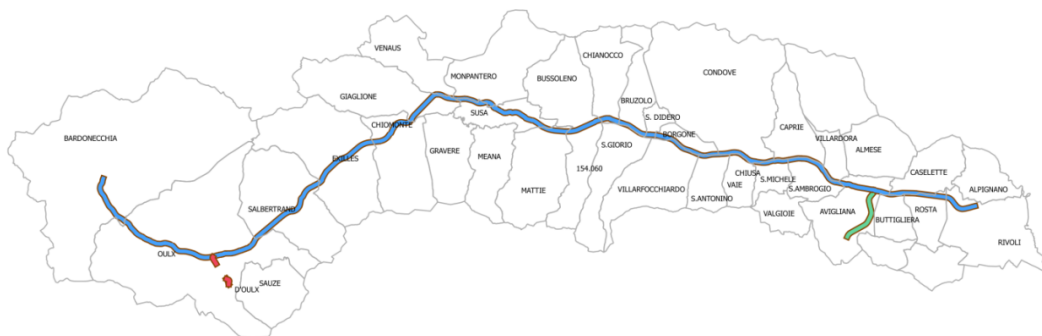 VENAUS
CHIANOCCO
MONPANTERO
BUSSOLENO
CONDOVE
GIAGLIONE
BRUZOLO
SUSA
S. DIDERO
CHIOMONTE
BORGONE
CAPRIE
VILLARDORA
BARDONECCHIA
S.GIORIO
ALMESE
GRAVERE
MEANA
154.060
CHIUSA
CASELETTE
VAIE
S.MICHELE
MATTIE
VILLARFOCCHIARDO
S.AMBROGIO
ALPIGNANO
S.ANTONINO
SALBERTRAND
VALGIOIE
AVIGLIANA
ROSTA
BUTTIGLIERA
RIVOLI
OULX
SAUZE
D'OULX